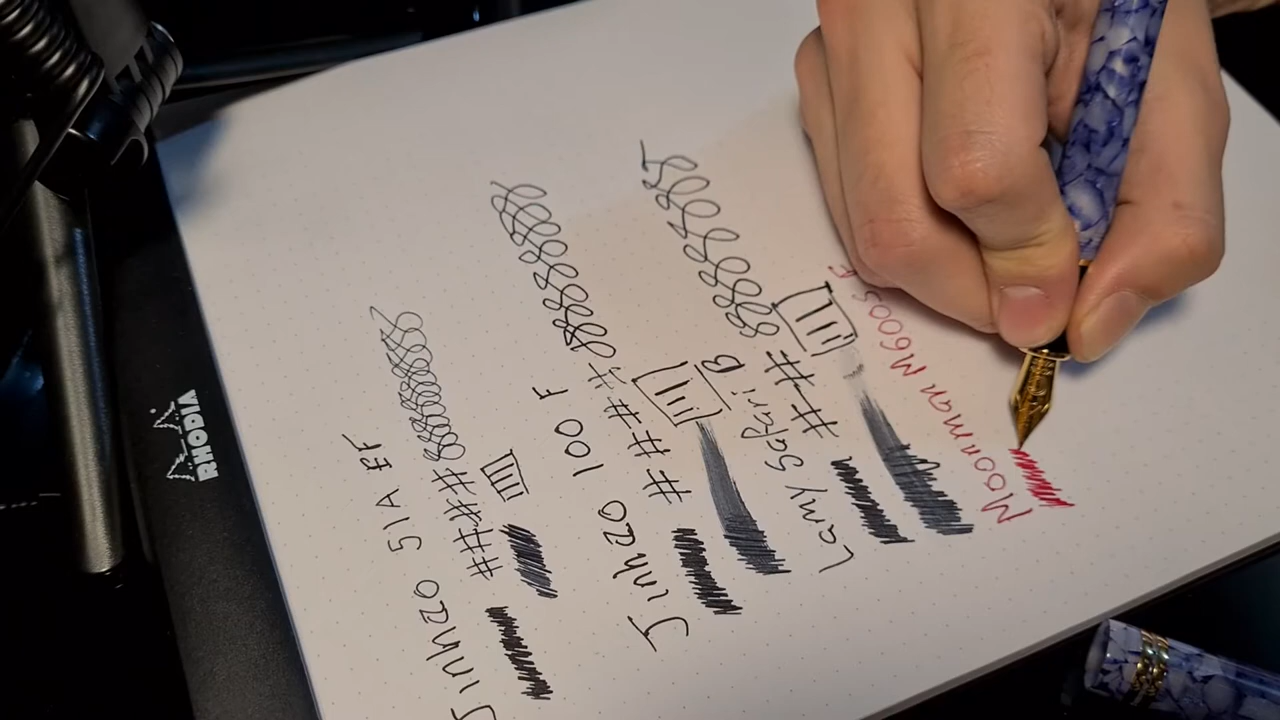 RHODIA
Jinhao 51A EF
Jinhao 100 F
Lamy Safari B
Moonman M600S F